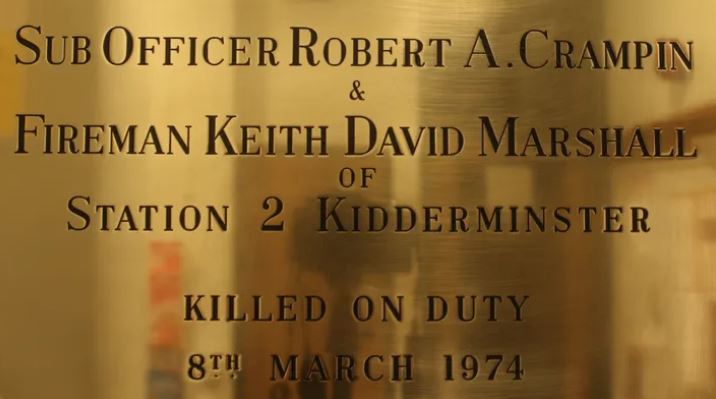 SUB OFFICER ROBERT A. CRAMPIN
&
FIREMAN KEITH DAVID MARSHALL
OF
STATION 2 KIDDERMINSTER
KILLED ON DUTY
8TH MARCH 1974